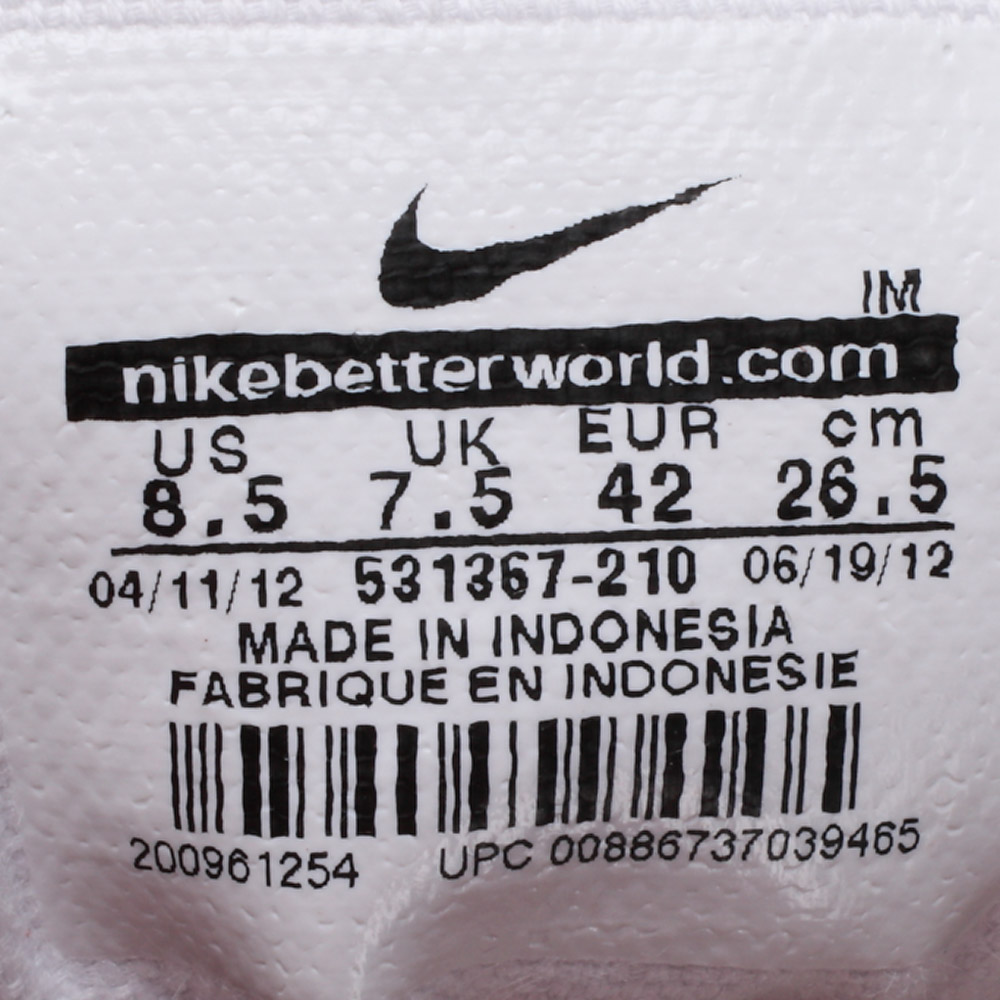 IM
nikebetterworld.com
US UK EUR cm
8.5 7.5 42 26.5
04/11/12 531367-210 06/19/12
MADE IN INDONESIA
FABRIQUE EN INDONESIE
200961254 UPC 00886737039465